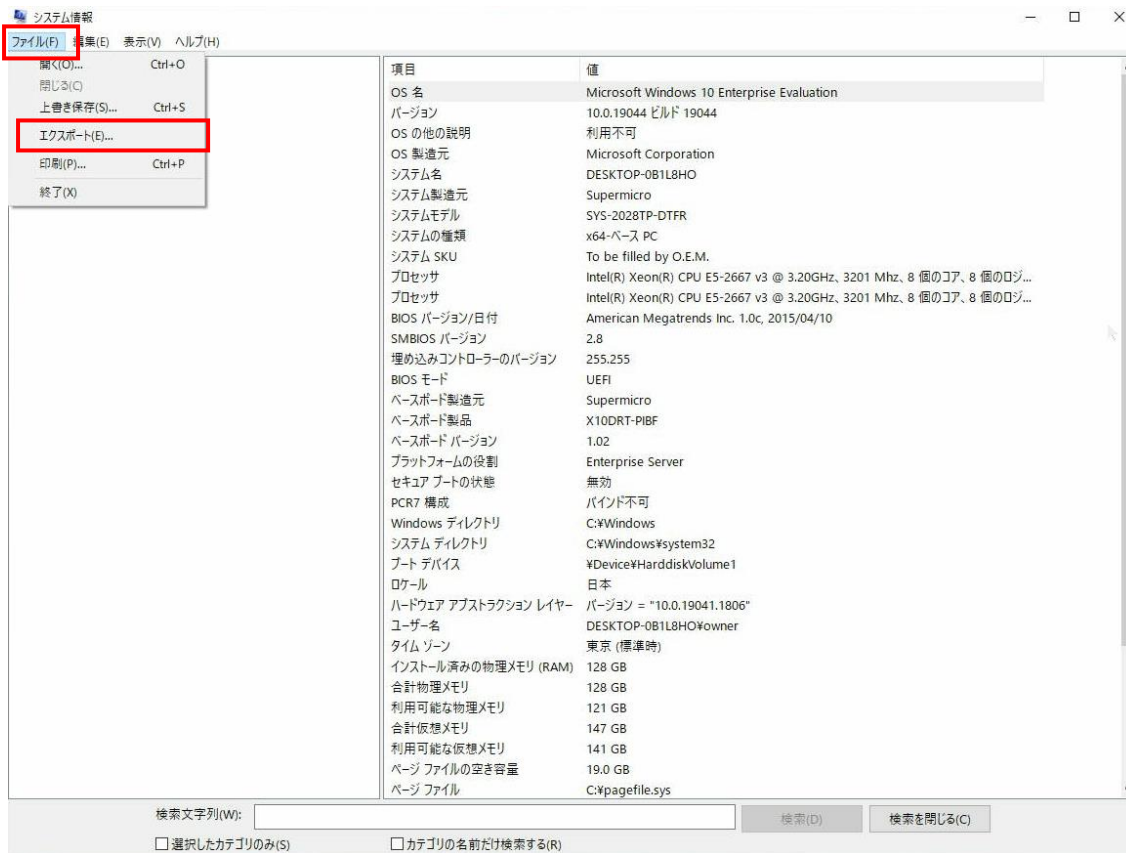 システム情報
ファイル(F) 編集(E) 表示(V) ヘルプ(H)
開く(O)... Ctrl+O
閉じる(C)
上書き保存(S)... Ctrl+S
エクスポート(E)...
印刷(P)... Ctrl+P
終了(X)
項目 値
OS 名 Microsoft Windows 10 Enterprise Evaluation
バージョン 10.0.19044 ビルド 19044
OS の他の説明 利用不可
OS 製造元 Microsoft Corporation
システム名 DESKTOP-0B1L8HO
システム製造元 Supermicro
システムモデル SYS-2028TP-DTFR
システムの種類 x64-ベース PC
システム SKU To be filled by O.E.M.
プロセッサ Intel(R) Xeon(R) CPU E5-2667 v3 @ 3.20GHz、3201 Mhz、8 個のコア、8 個のロジ...
プロセッサ Intel(R) Xeon(R) CPU E5-2667 v3 @ 3.20GHz、3201 Mhz、8 個のコア、8 個のロジ...
BIOS バージョン/日付 American Megatrends Inc. 1.0c, 2015/04/10
SMBIOS バージョン 2.8
埋め込みコントローラーのバージョン 255.255
BIOS モード UEFI
ベースボード製造元 Supermicro
ベースボード製品 X10DRT-PIBF
ベースボード バージョン 1.02
プラットフォームの役割 Enterprise Server
セキュア ブートの状態 無効
PCR7 構成 バインド不可
Windows ディレクトリ C:¥Windows
システム ディレクトリ C:¥Windows¥system32
ブート デバイス ¥Device¥HarddiskVolume1
ロケール 日本
ハードウェア アブストラクション レイヤー バージョン = "10.0.19041.1806"
ユーザー名 DESKTOP-0B1L8HO¥owner
タイム ゾーン 東京 (標準時)
インストール済みの物理メモリ (RAM) 128 GB
合計物理メモリ 128 GB
利用可能な物理メモリ 121 GB
合計仮想メモリ 147 GB
利用可能な仮想メモリ 141 GB
ページ ファイルの空き容量 19.0 GB
ページ ファイル C:¥pagefile.sys
検索文字列(W): 検索(D) 検索を閉じる(C)
選択したカテゴリのみ(S) カテゴリの名前だけ検索する(R)